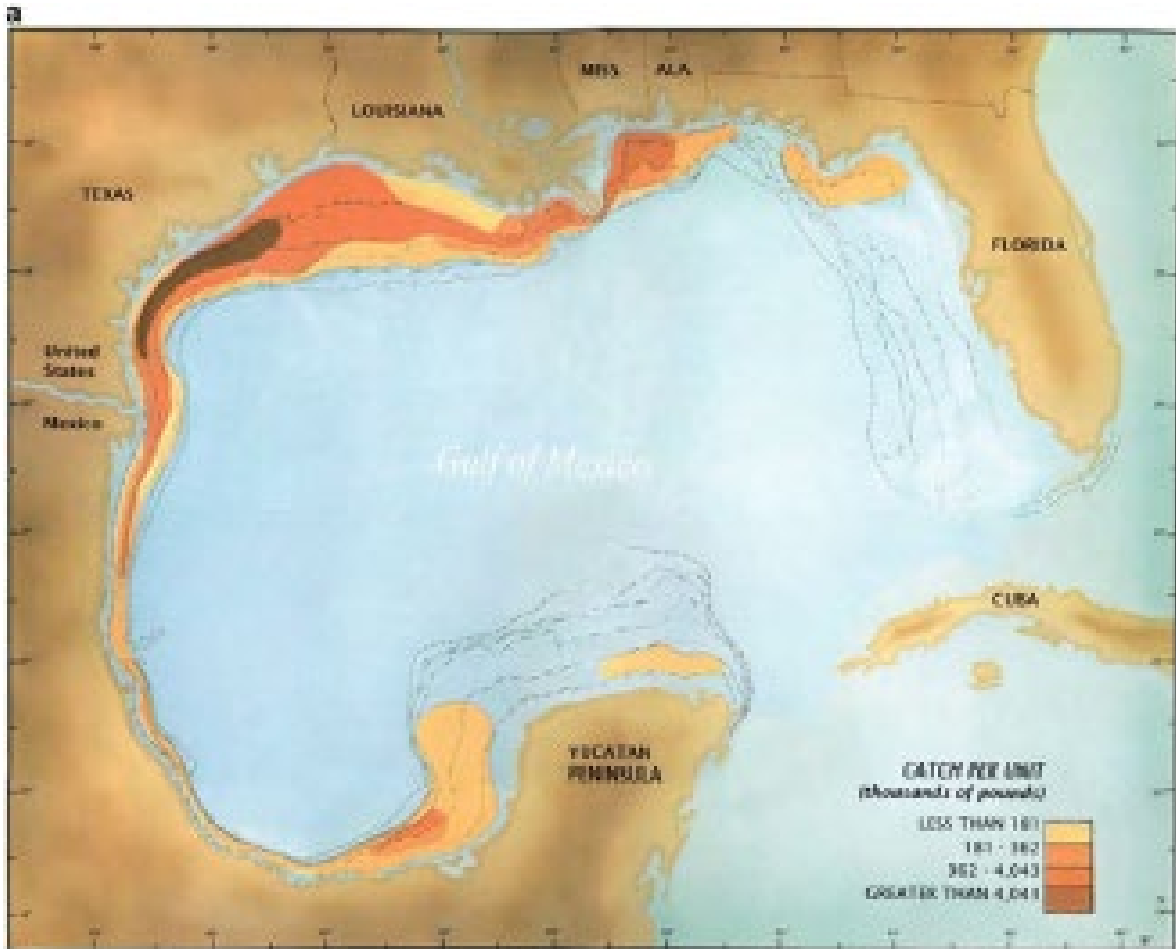 a
MISS ALA
LOUISIANA
TEXAS
FLORIDA
United
States
Mexico
Gulf of Mexico
CUBA
YUCATAN
PENINSULA
CATCH PER UNIT
(thousands of pounds)
LESS THAN 181
181 - 362
362 - 4,043
GREATER THAN 4,043